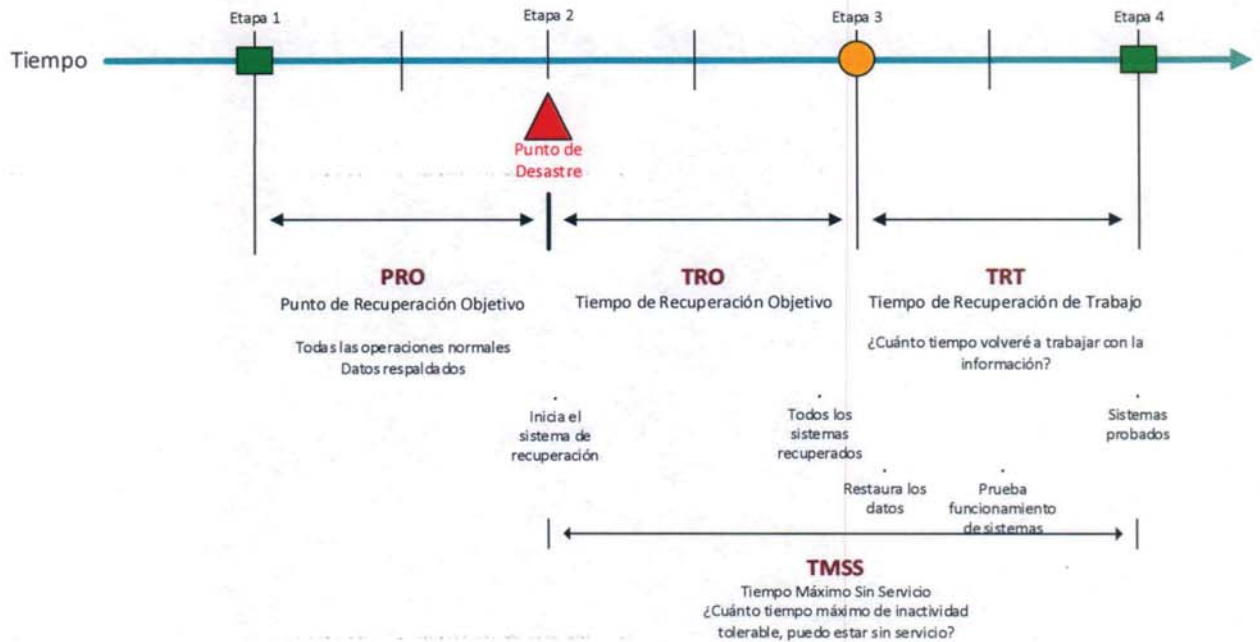 Etapa 1
Etapa 2
Etapa 3
Etapa 4
Tiempo
Punto de
Desastre
PRO
Punto de Recuperación Objetivo
Todas las operaciones normales
Datos respaldados
TRO
Tiempo de Recuperación Objetivo
TRT
Tiempo de Recuperación de Trabajo
¿Cuánto tiempo volveré a trabajar con la
información?
Inicia el
sistema de
recuperación
Todos los
sistemas
recuperados
Sistemas
probados
Restaura los
datos
Prueba
funcionamiento
de sistemas
TMSS
Tiempo Máximo Sin Servicio
¿Cuánto tiempo máximo de inactividad
tolerable, puedo estar sin servicio?